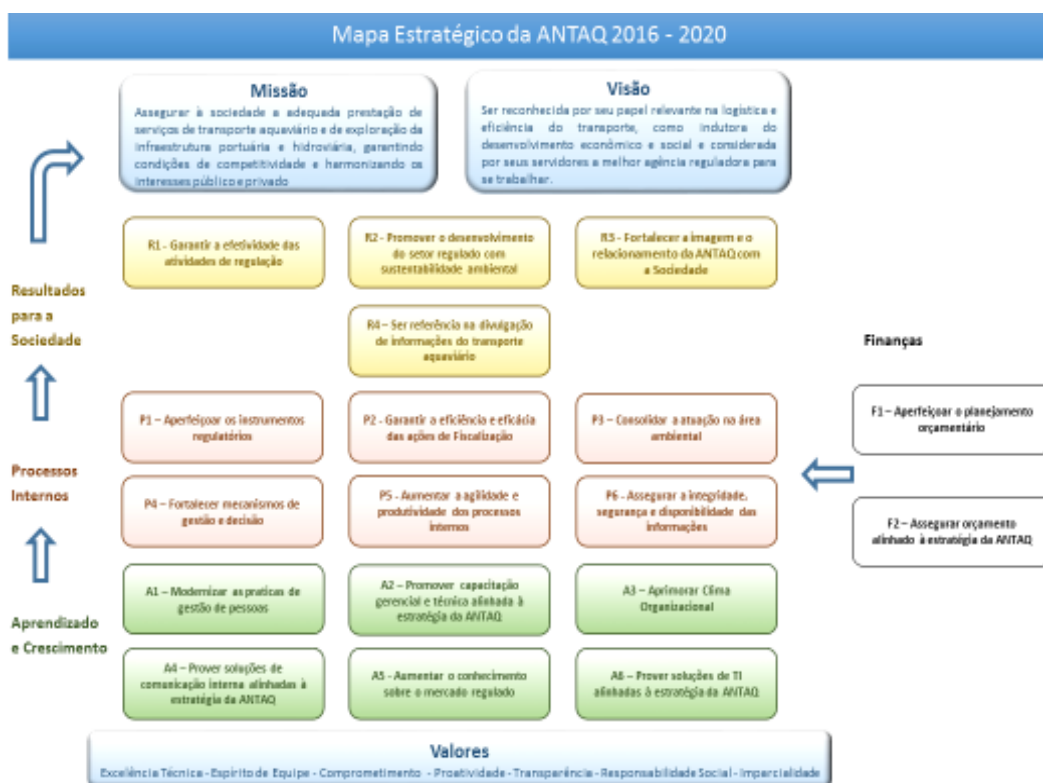 Mapa Estratégico da ANTAQ 2016 - 2020
Missão
Assegurar à sociedade a adequada prestação de
serviços de transporte aquaviário e de exploração da
infraestrutura portuária e hidroviária, garantindo
condições de competitividade e harmonizando os
interesses público e privado
Visão
Ser reconhecida por seu papel relevante na logística e
eficiência do transporte, como indutora do
desenvolvimento econômico e social e considerada
por seus servidores a melhor agência reguladora para
se trabalhar.
Resultados
para a
Sociedade
R1 - Garantir a efetividade das
atividades de regulação
R2 - Promover o desenvolvimento
do setor regulado com
sustentabilidade ambiental
R3 - Fortalecer a imagem e o
relacionamento da ANTAQ com
a Sociedade
R4 – Ser referência na divulgação
de informações do transporte
aquaviário
Processos
Internos
P1 – Aperfeiçoar os instrumentos
regulatórios
P2 - Garantir a eficiência e eficácia
das ações de Fiscalização
P3 – Consolidar a atuação na área
ambiental
P4 – Fortalecer mecanismos de
gestão e decisão
P5 - Aumentar a agilidade e
produtividade dos processos
internos
P6 - Assegurar a integridade,
segurança e disponibilidade das
informações
Aprendizado
e Crescimento
A1 – Modernizar as praticas de
gestão de pessoas
A2 – Promover capacitação
gerencial e técnica alinhada à
estratégia da ANTAQ
A3 – Aprimorar Clima
Organizacional
A4 – Prover soluções de
comunicação interna alinhadas à
estratégia da ANTAQ
A5 - Aumentar o conhecimento
sobre o mercado regulado
A6 – Prover soluções de TI
alinhadas à estratégia da ANTAQ
Finanças
F1 – Aperfeiçoar o planejamento
orçamentário
F2 – Assegurar orçamento
alinhado à estratégia da ANTAQ
Valores
Excelência Técnica - Espírito de Equipe - Comprometimento - Proatividade - Transparência - Responsabilidade Social - Imparcialidade